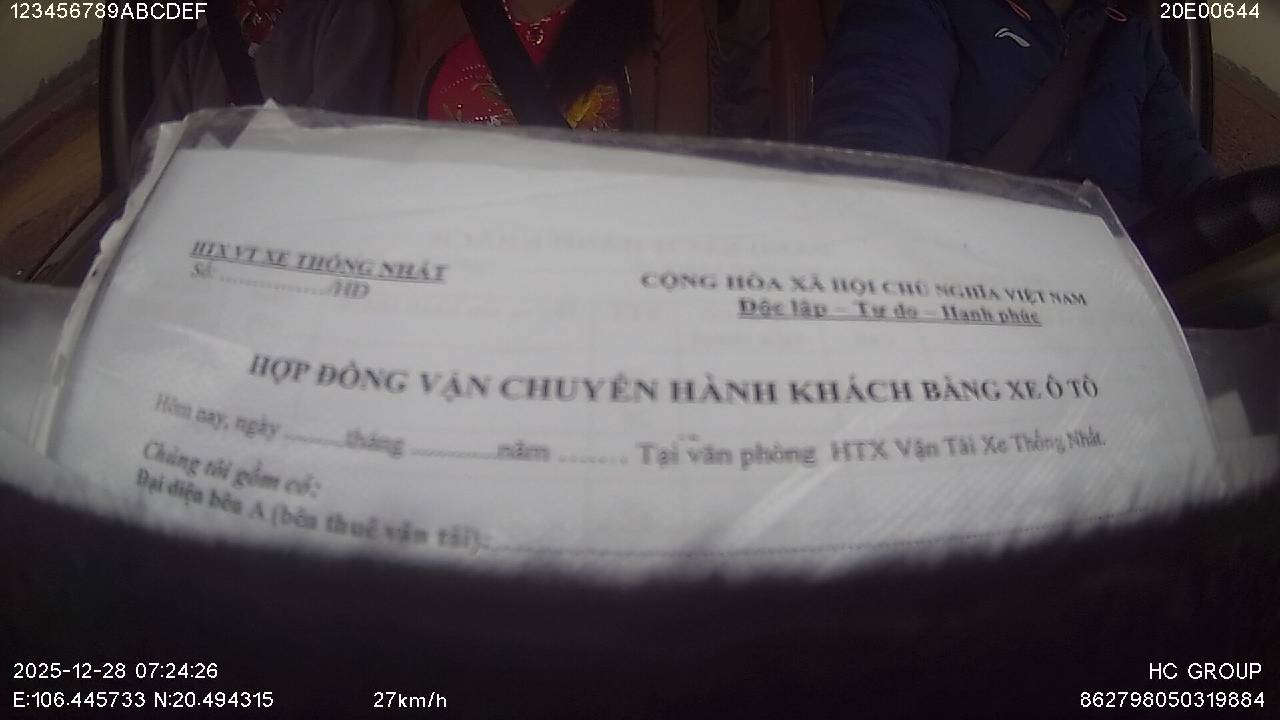 123456789ABCDEF
20E00644
HTX VT XE THỐNG NHẤT
Số: ................../HD
CỘNG HÒA XÃ HỘI CHỦ NGHĨA VIỆT NAM
Độc lập – Tự do – Hạnh phúc
HỢP ĐỒNG VẬN CHUYỂN HÀNH KHÁCH BẰNG XE Ô TÔ
Hôm nay, ngày ..........tháng ..............năm ....... Tại văn phòng HTX Vận Tải Xe Thống Nhất.
Chúng tôi gồm có:
Đại diện bên A (bên thuê vận tải):
2025-12-28 07:24:26
HC GROUP
E:106.445733 N:20.494315
27km/h
862798050319884